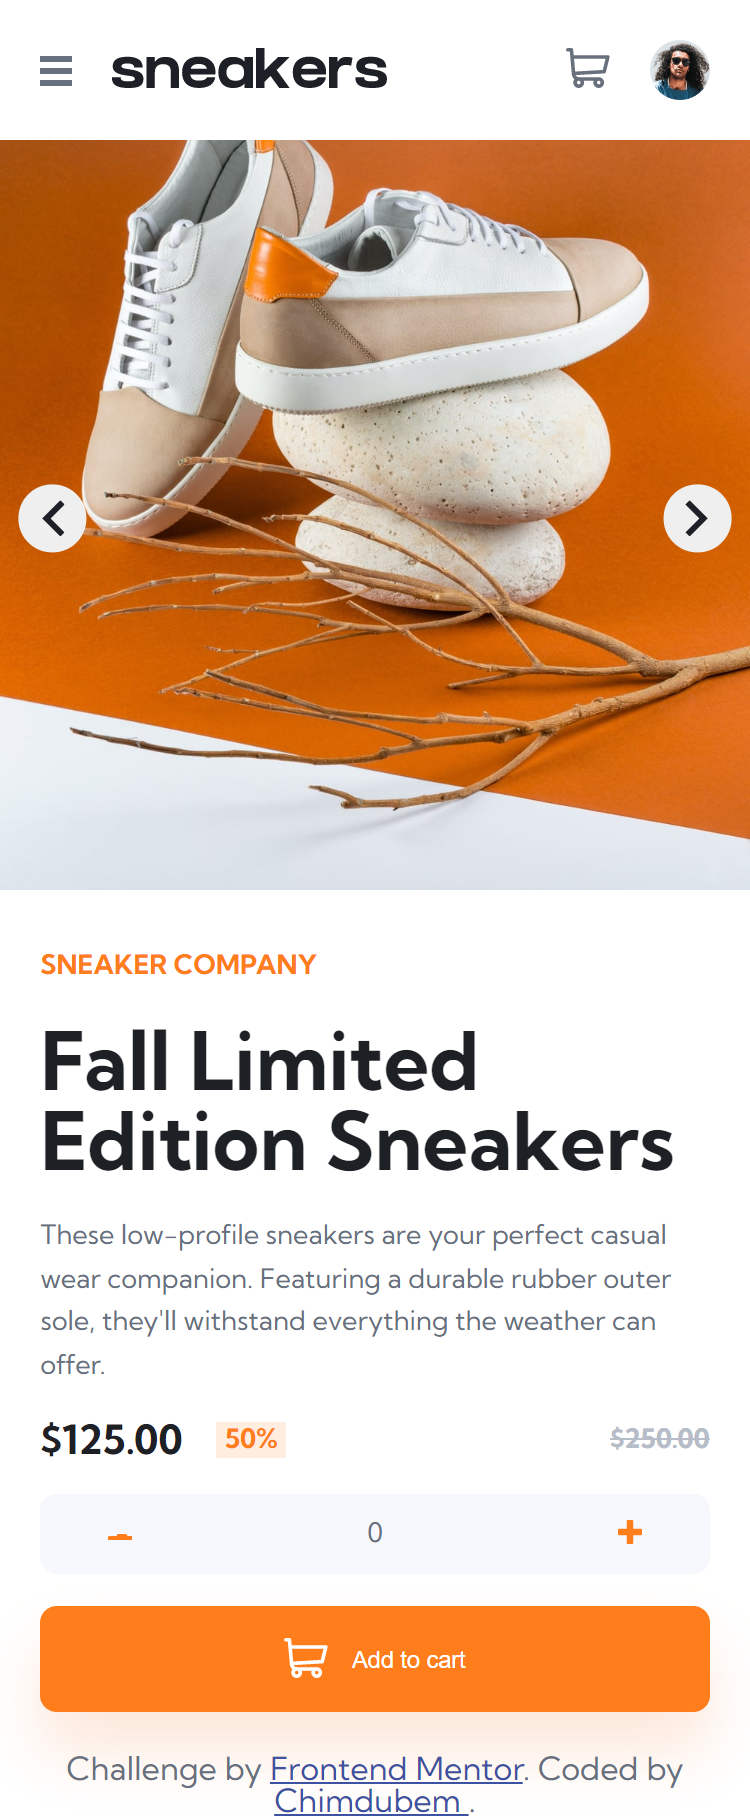 sneakers
SNEAKER COMPANY
Fall Limited
Edition Sneakers
These low-profile sneakers are your perfect casual
wear companion. Featuring a durable rubber outer
sole, they'll withstand everything the weather can
offer.
$125.00 50% $250.00
0
Add to cart
Challenge by Frontend Mentor. Coded by
Chimdubem .